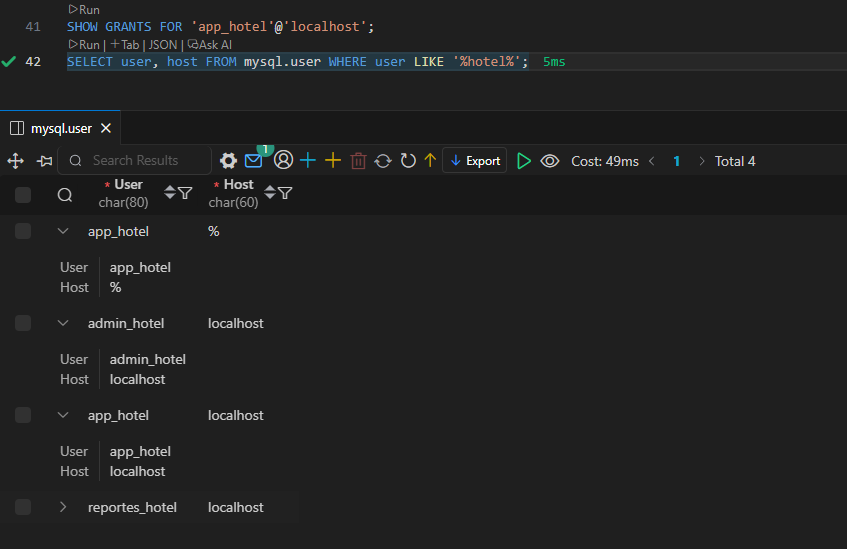 Run
41 SHOW GRANTS FOR 'app_hotel'@'localhost';
Run | +Tab | JSON | Ask AI
42 SELECT user, host FROM mysql.user WHERE user LIKE '%hotel%'; 5ms
mysql.user
Search Results 1 Export Cost: 49ms 1 Total 4
* User * Host
char(80) char(60)
app_hotel %
User app_hotel
Host %
admin_hotel localhost
User admin_hotel
Host localhost
app_hotel localhost
User app_hotel
Host localhost
reportes_hotel localhost